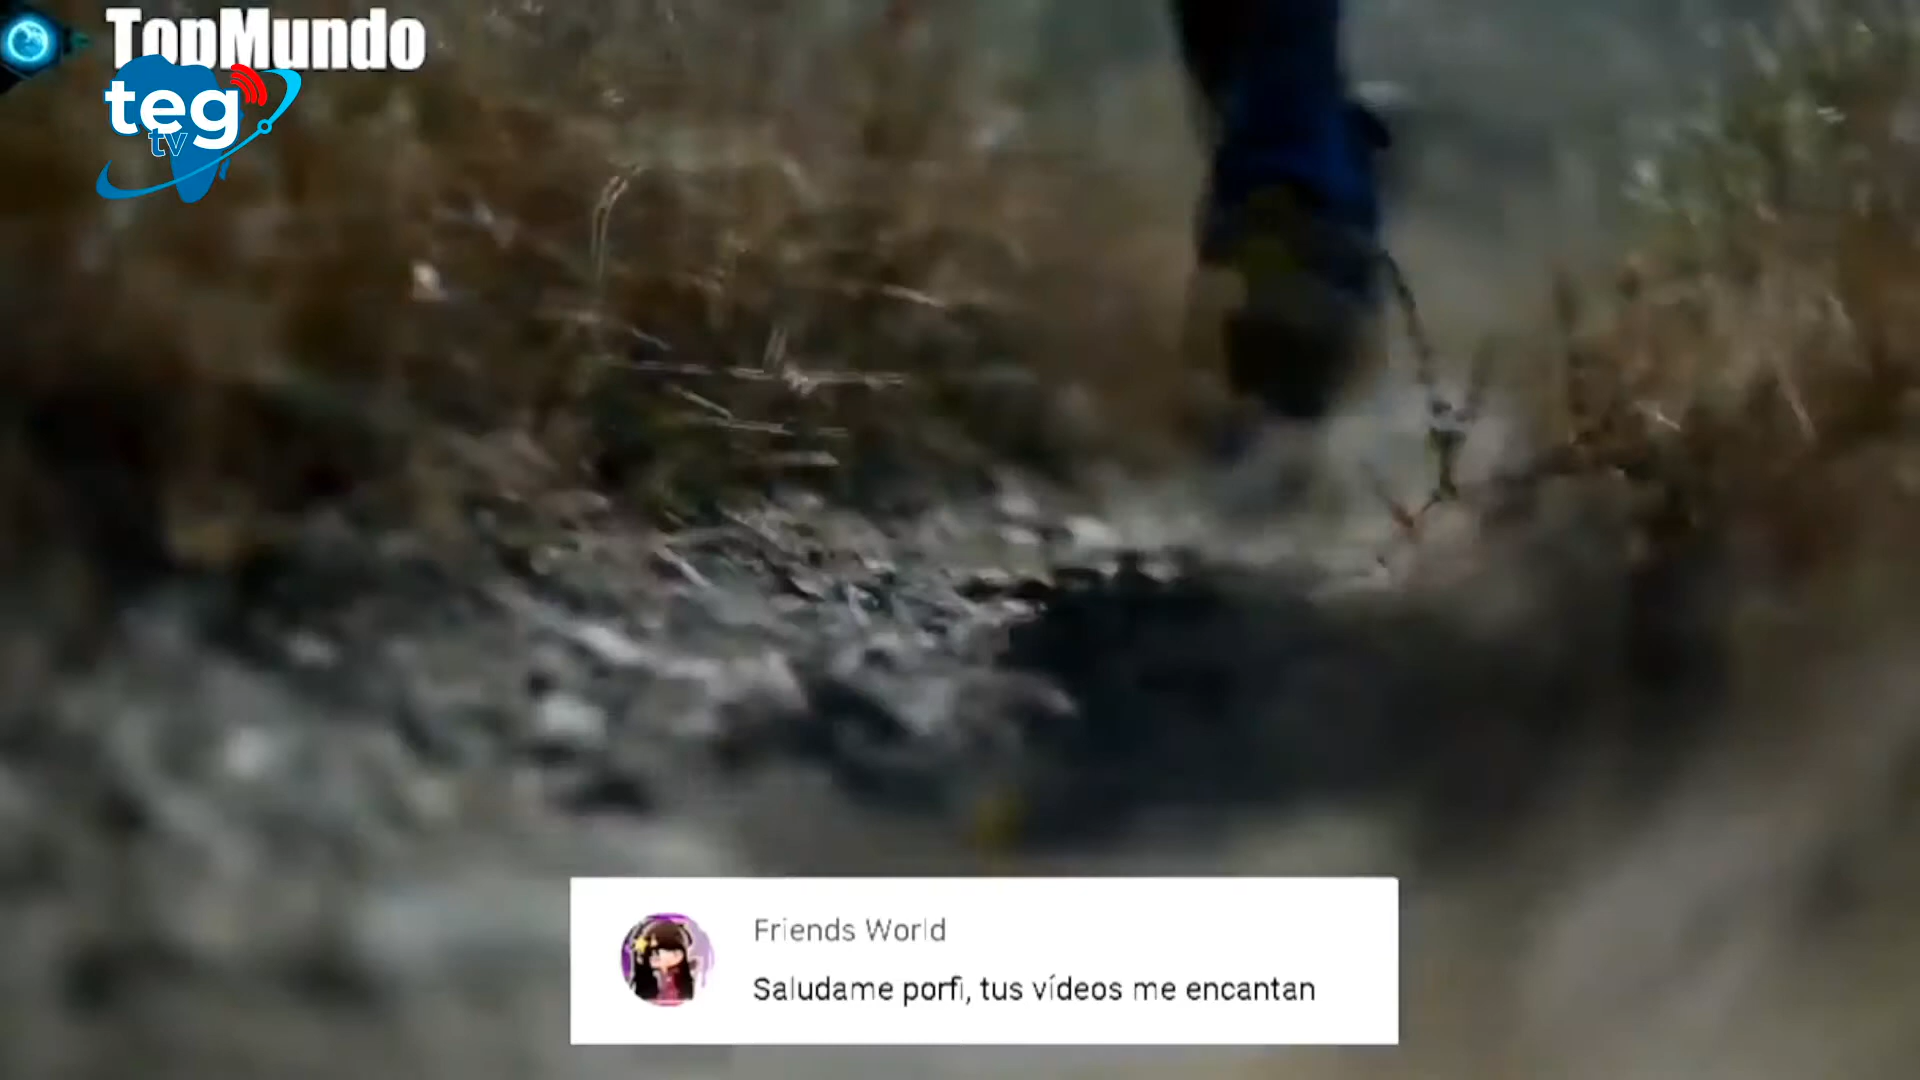 TopMundo
teg
tv
Friends World
Saludame porfi, tus vídeos me encantan